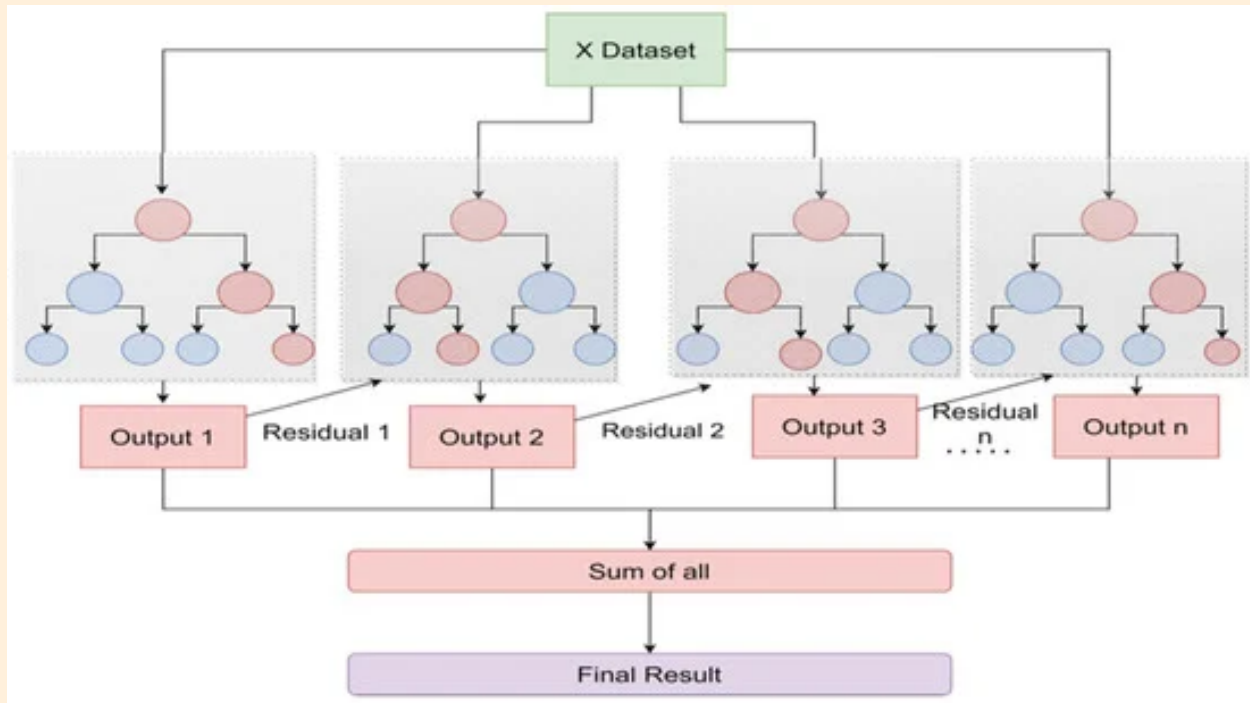 X Dataset
Output 1
Residual 1
Output 2
Residual 2
Output 3
Residual
n
.....
Output n
Sum of all
Final Result